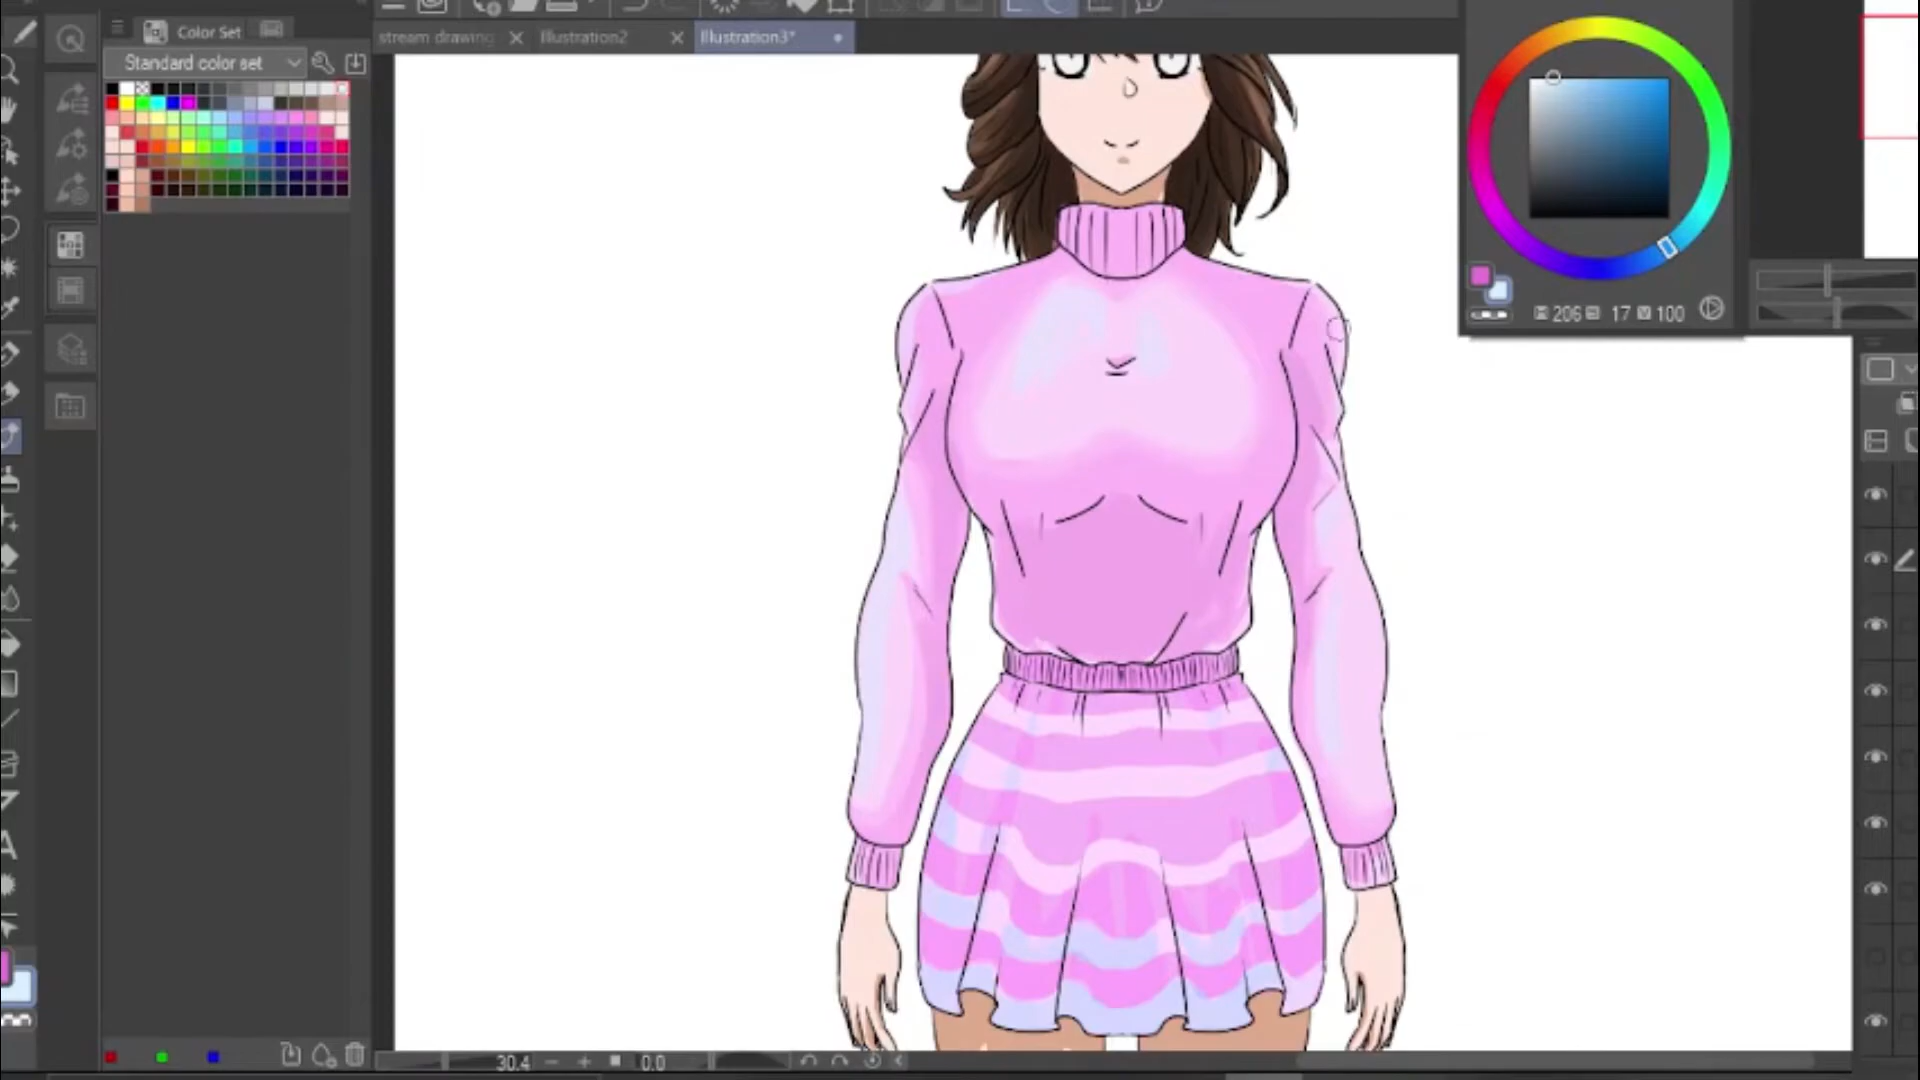 Color Set
stream drawing
Illustration2
Illustration3*
Standard color set
206 17 100
30.4
0.0